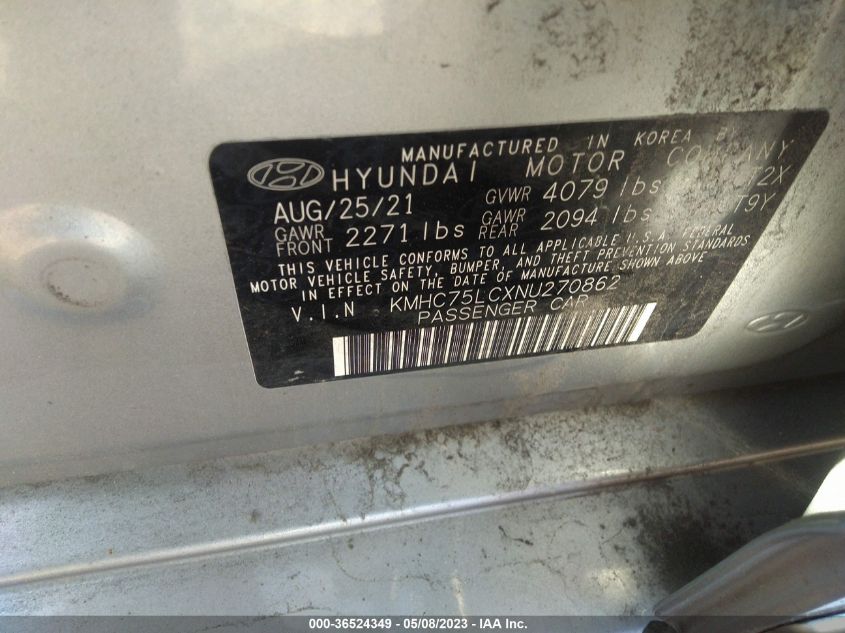 MANUFACTURED IN KOREA BY
HYUNDAI MOTOR COMPANY
AUG/25/21 GVWR 4079 lbs T2X
GAWR FRONT 2271 lbs GAWR REAR 2094 lbs T9Y
THIS VEHICLE CONFORMS TO ALL APPLICABLE U.S.A. FEDERAL
MOTOR VEHICLE SAFETY, BUMPER, AND THEFT PREVENTION STANDARDS
IN EFFECT ON THE DATE OF MANUFACTURE SHOWN ABOVE
V.I.N KMHC75LCXNU270862
PASSENGER CAR
000-36524349 - 05/08/2023 - IAA Inc.